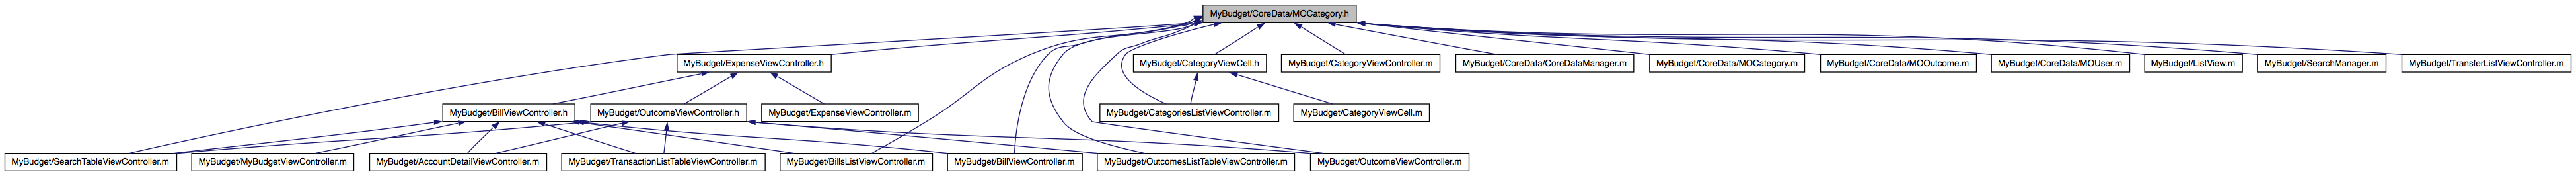 MyBudget/CoreData/MOCategory.h
MyBudget/ExpenseViewController.h
MyBudget/CategoryViewCell.h
MyBudget/CategoryViewController.m
MyBudget/CoreData/CoreDataManager.m
MyBudget/CoreData/MOCategory.m
MyBudget/CoreData/MOOutcome.m
MyBudget/CoreData/MOUser.m
MyBudget/ListView.m
MyBudget/SearchManager.m
MyBudget/TransferListViewController.m
MyBudget/BillViewController.h
MyBudget/OutcomeViewController.h
MyBudget/ExpenseViewController.m
MyBudget/CategoriesListViewController.m
MyBudget/CategoryViewCell.m
MyBudget/SearchTableViewController.m
MyBudget/MyBudgetViewController.m
MyBudget/AccountDetailViewController.m
MyBudget/TransactionListTableViewController.m
MyBudget/BillsListViewController.m
MyBudget/BillViewController.m
MyBudget/OutcomesListTableViewController.m
MyBudget/OutcomeViewController.m